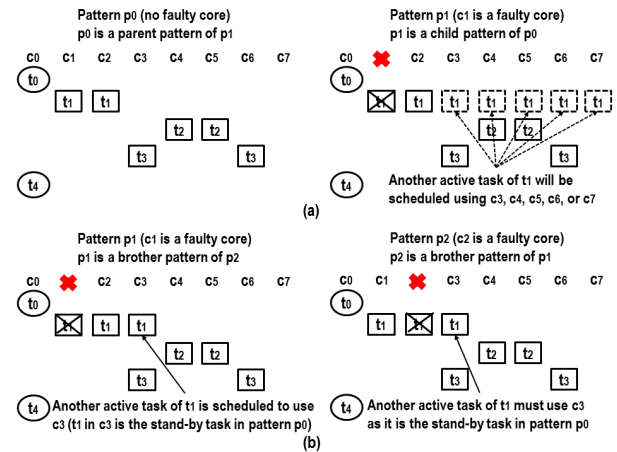 Pattern p0 (no faulty core)
p0 is a parent pattern of p1
c0 c1 c2 c3 c4 c5 c6 c7
t0
t1 t1
t2 t2
t3 t3
t4
Pattern p1 (c1 is a faulty core)
p1 is a child pattern of p0
c0 c2 c3 c4 c5 c6 c7
t0
t1 t1 t1 t1 t1 t1 t1
t2 t2
t3 t3
t4 Another active task of t1 will be
scheduled using c3, c4, c5, c6, or c7
(a)
Pattern p1 (c1 is a faulty core)
p1 is a brother pattern of p2
c0 c2 c3 c4 c5 c6 c7
t0
t1 t1 t1
t2 t2
t3 t3
t4 Another active task of t1 is scheduled to use
c3 (t1 in c3 is the stand-by task in pattern p0)
Pattern p2 (c2 is a faulty core)
p2 is a brother pattern of p1
c0 c1 c3 c4 c5 c6 c7
t0
t1 t1 t1
t2 t2
t3 t3
t4 Another active task of t1 must use c3
as it is the stand-by task in pattern p0
(b)